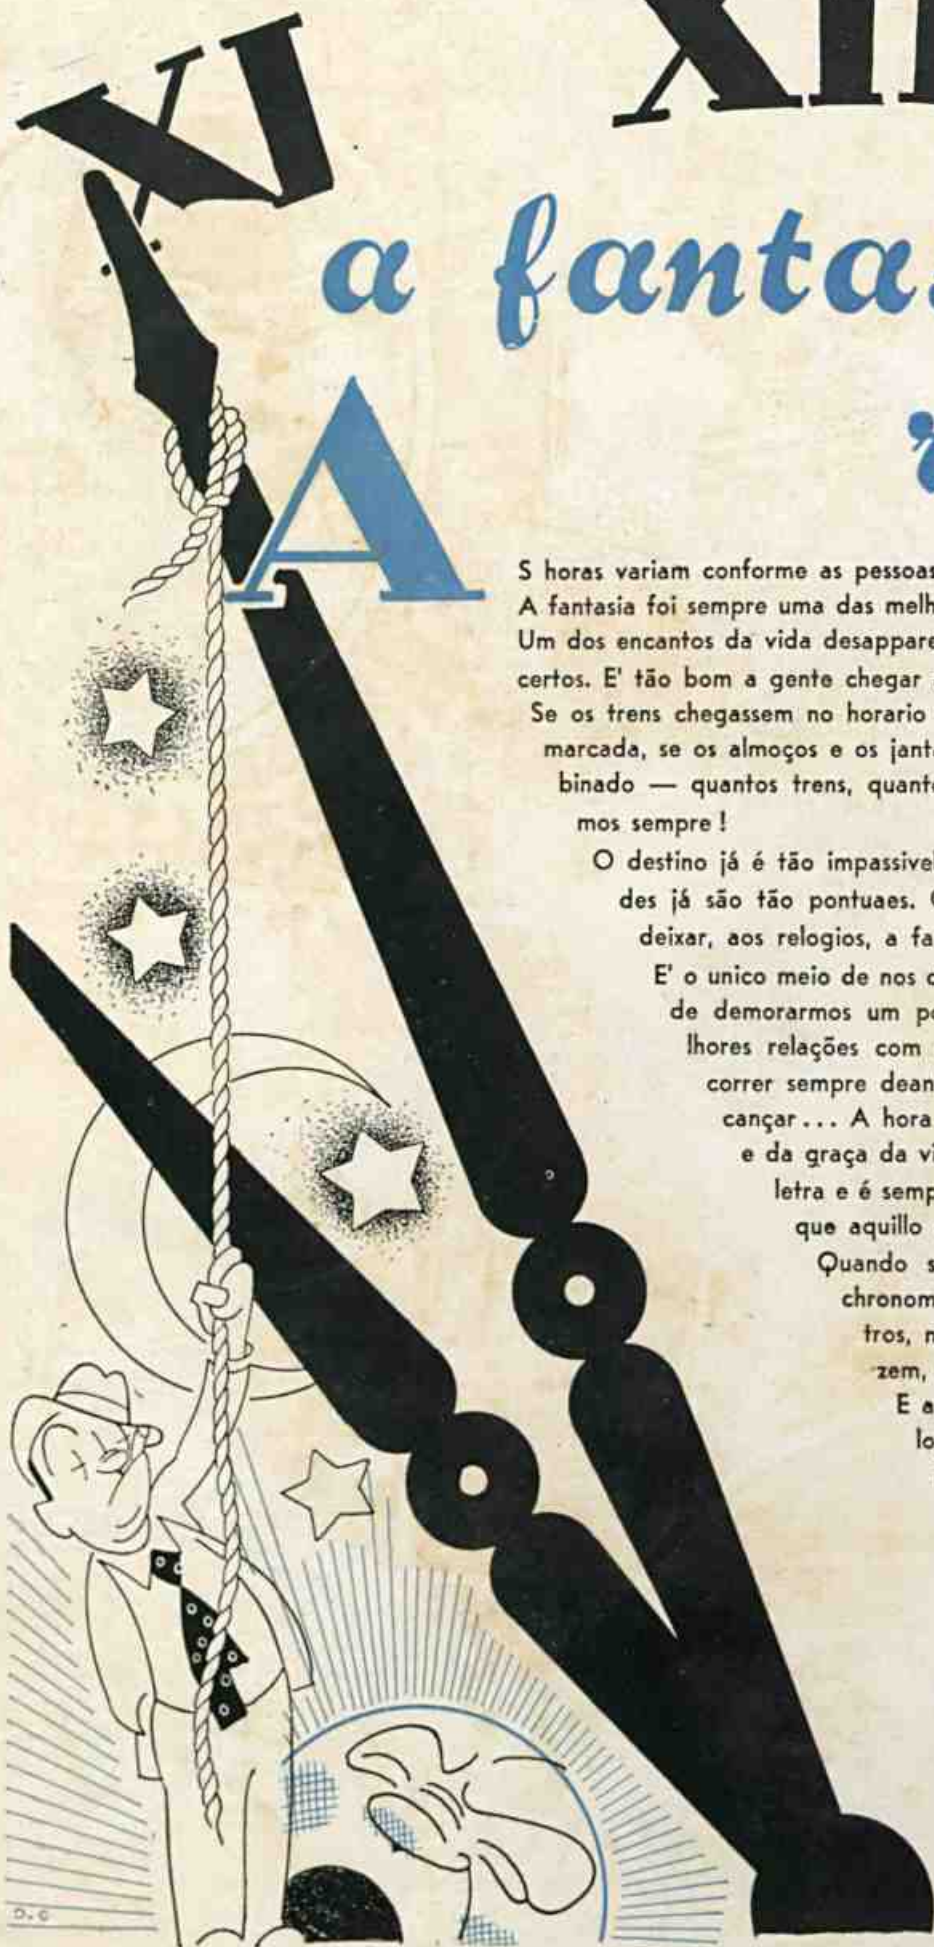 XI XII
a fanta
A
S horas variam conforme as pessoas
A fantasia foi sempre uma das melh
Um dos encantos da vida desappare
certos. E' tão bom a gente chegar
Se os trens chegassem no horario
marcada, se os almoços e os jant
binado — quantos trens, quant
mos sempre !
O destino já é tão impassive
des já são tão pontuaes.
deixar, aos relogios, a fa
E' o unico meio de nos
de demorarmos um po
lhores relações com
correr sempre dean
cançar... A hora
e da graça da vi
letra e é semp
que aquillo
Quando s
chronom
tros, n
zem,
E a
lo
D. C